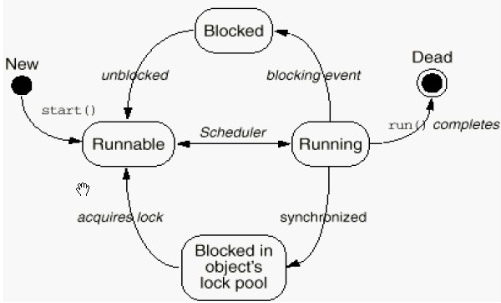 Blocked
New
Dead
unblocked
blocking event
start()
Scheduler
run() completes
Runnable
Running
acquires lock
synchronized
Blocked in
object's
lock pool